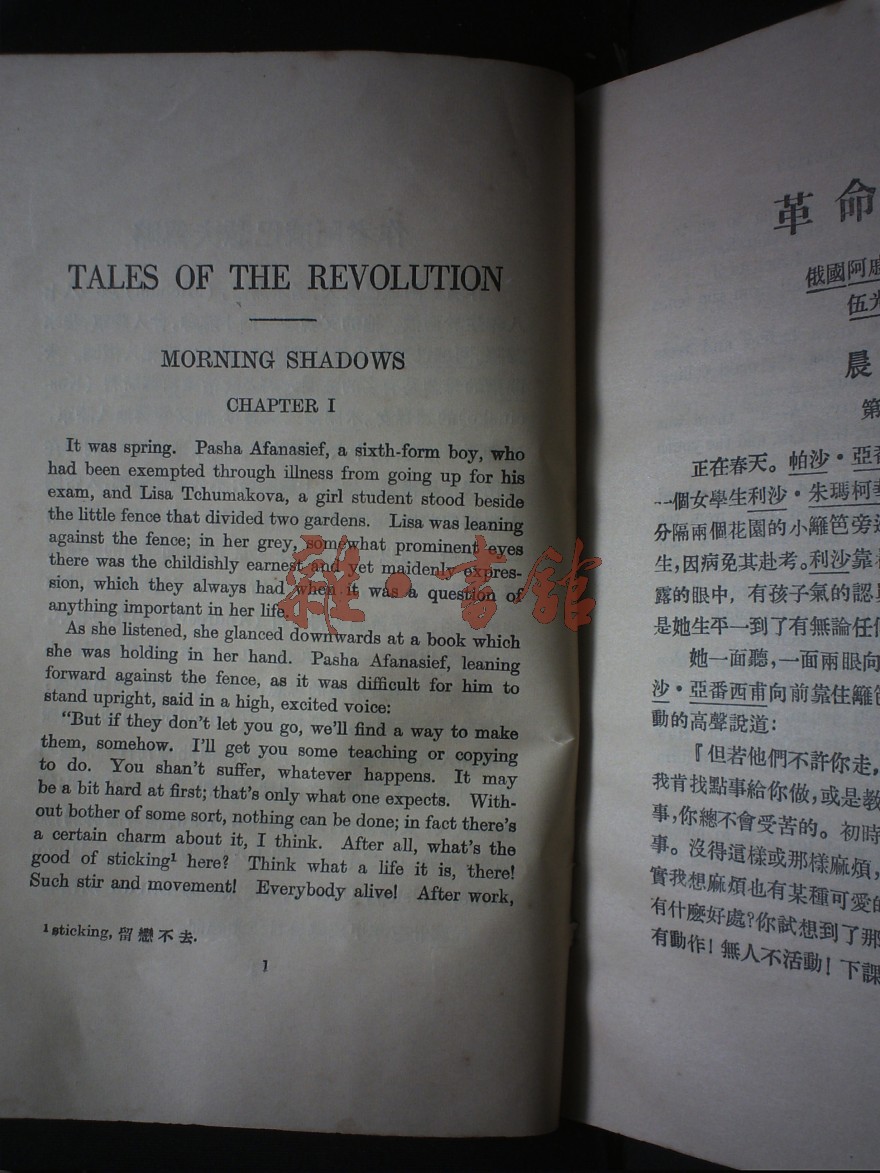 TALES OF THE REVOLUTION
MORNING SHADOWS
CHAPTER I
It was spring. Pasha Afanasief, a sixth-form boy, who
had been exempted through illness from going up for his
exam, and Lisa Tchumakova, a girl student stood beside
the little fence that divided two gardens. Lisa was leaning
against the fence; in her grey, somewhat prominent eyes
there was the childishly earnest and yet maidenly expres-
sion, which they always had when it was a question of
anything important in her life.
As she listened, she glanced downwards at a book which
she was holding in her hand. Pasha Afanasief, leaning
forward against the fence, as it was difficult for him to
stand upright, said in a high, excited voice:
"But if they don't let you go, we'll find a way to make
them, somehow. I'll get you some teaching or copying
to do. You shan't suffer, whatever happens. It may
be a bit hard at first; that's only what one expects. With-
out bother of some sort, nothing can be done; in fact there's
a certain charm about it, I think. After all, what's the
good of sticking¹ here? Think what a life it is, there!
Such stir and movement! Everybody alive! After work,
¹ sticking, 留戀不去.
1
革命
俄國阿
伍光
晨
第
正在春天。帕沙·亞番
一個女學生利沙·朱瑪柯
分隔兩個花園的小籬笆旁
生,因病免其赴考。利沙靠
露的眼中,有孩子氣的認
是她生平一到了有無論任
她一面聽,一面兩眼向
沙·亞番西甫向前靠住籬
動的高聲說道:
『但若他們不許你走,
我肯找點事給你做,或是教
事,你總不會受苦的。初時
事。沒得這樣或那樣麻煩,
實我想麻煩也有某種可愛的
有什麼好處?你試想到了那
有動作!無人不活動!下課
雜·書館